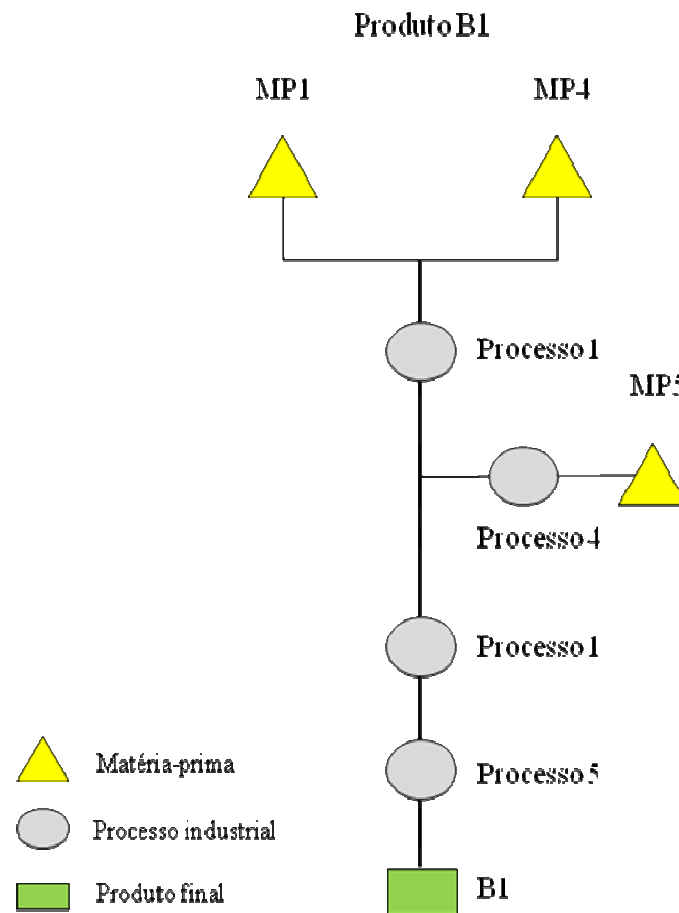 Produto B1
MP1 MP4
Processo 1
MP5
Processo 4
Processo 1
Matéria-prima
Processo 5
Processo industrial
Produto final
B1